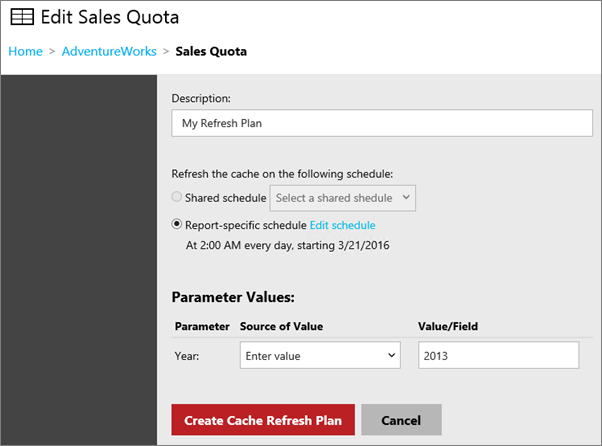 Edit Sales Quota
Home > AdventureWorks > Sales Quota
Description:
My Refresh Plan
Refresh the cache on the following schedule:
Shared schedule Select a shared shedule
Report-specific schedule Edit schedule
At 2:00 AM every day, starting 3/21/2016
Parameter Values:
Parameter Source of Value Value/Field
Year: Enter value 2013
Create Cache Refresh Plan Cancel